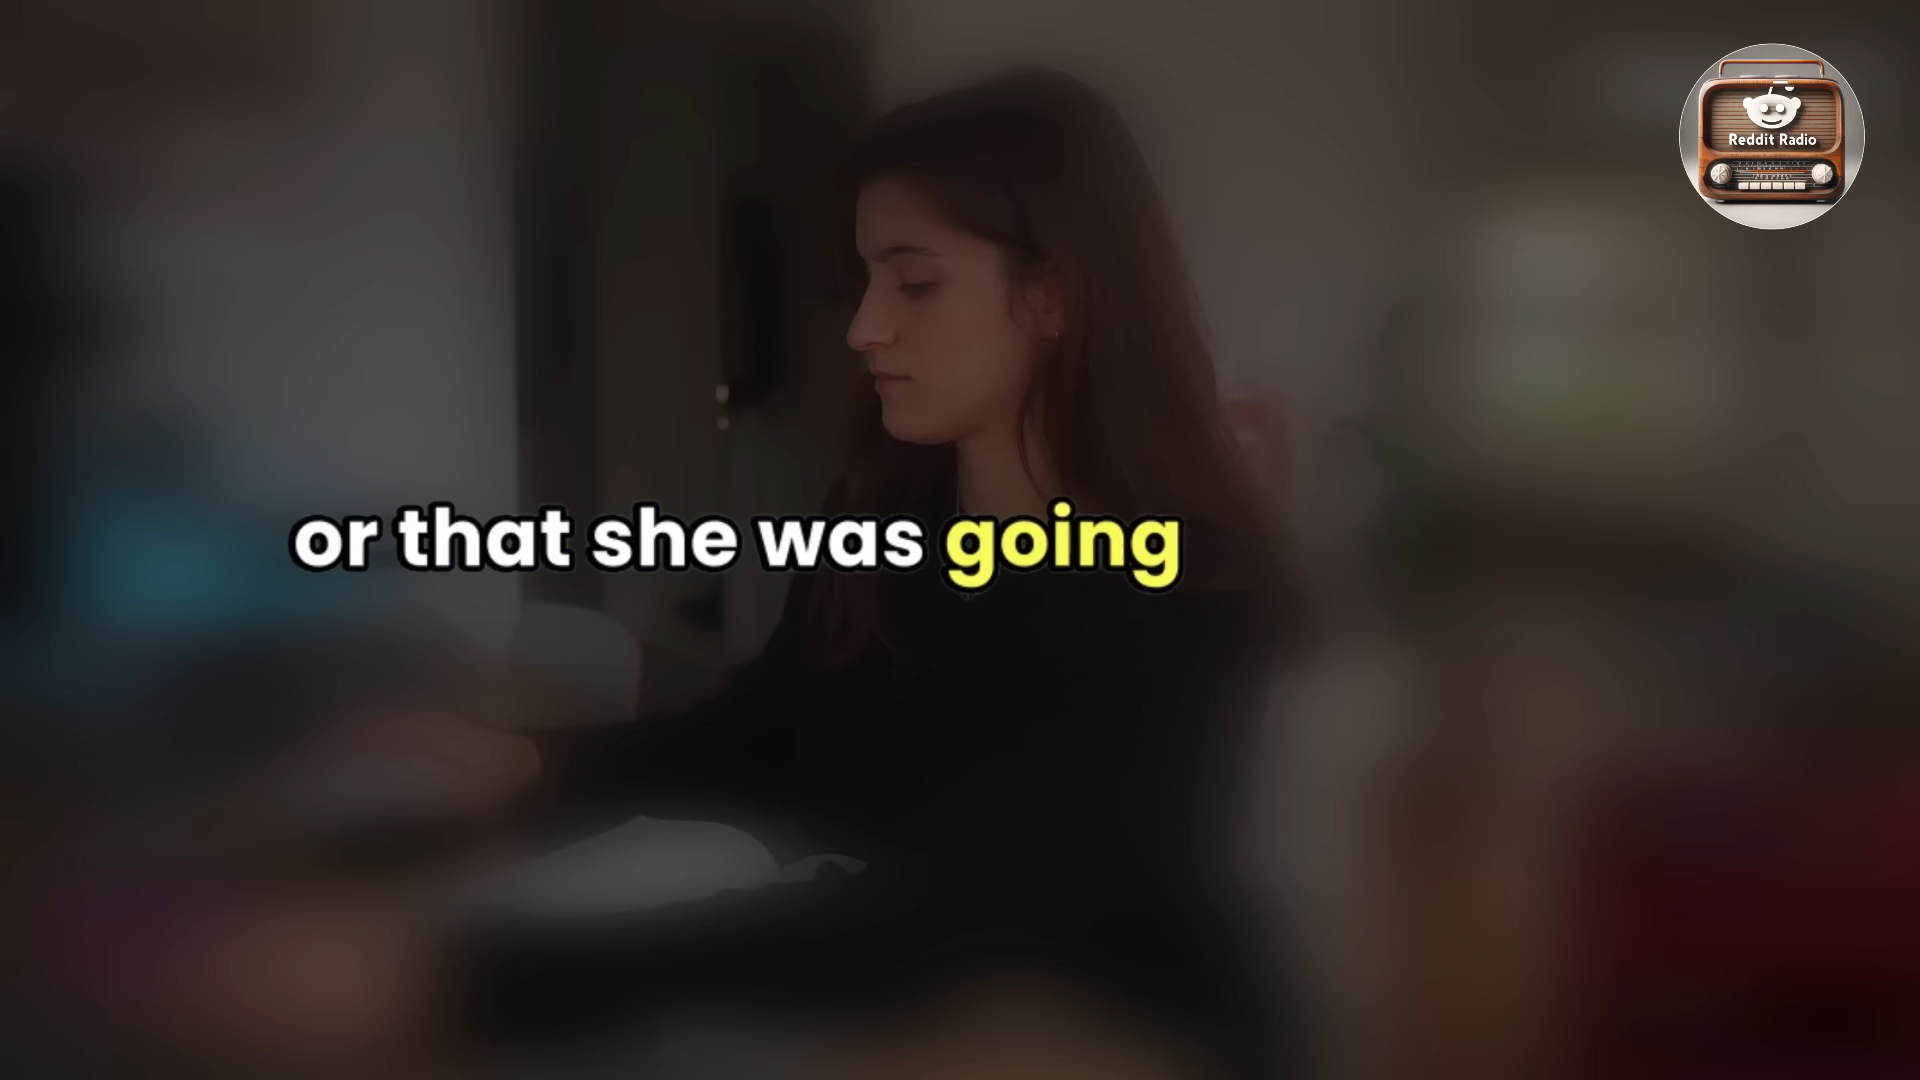 Reddit Radio
or that she was going